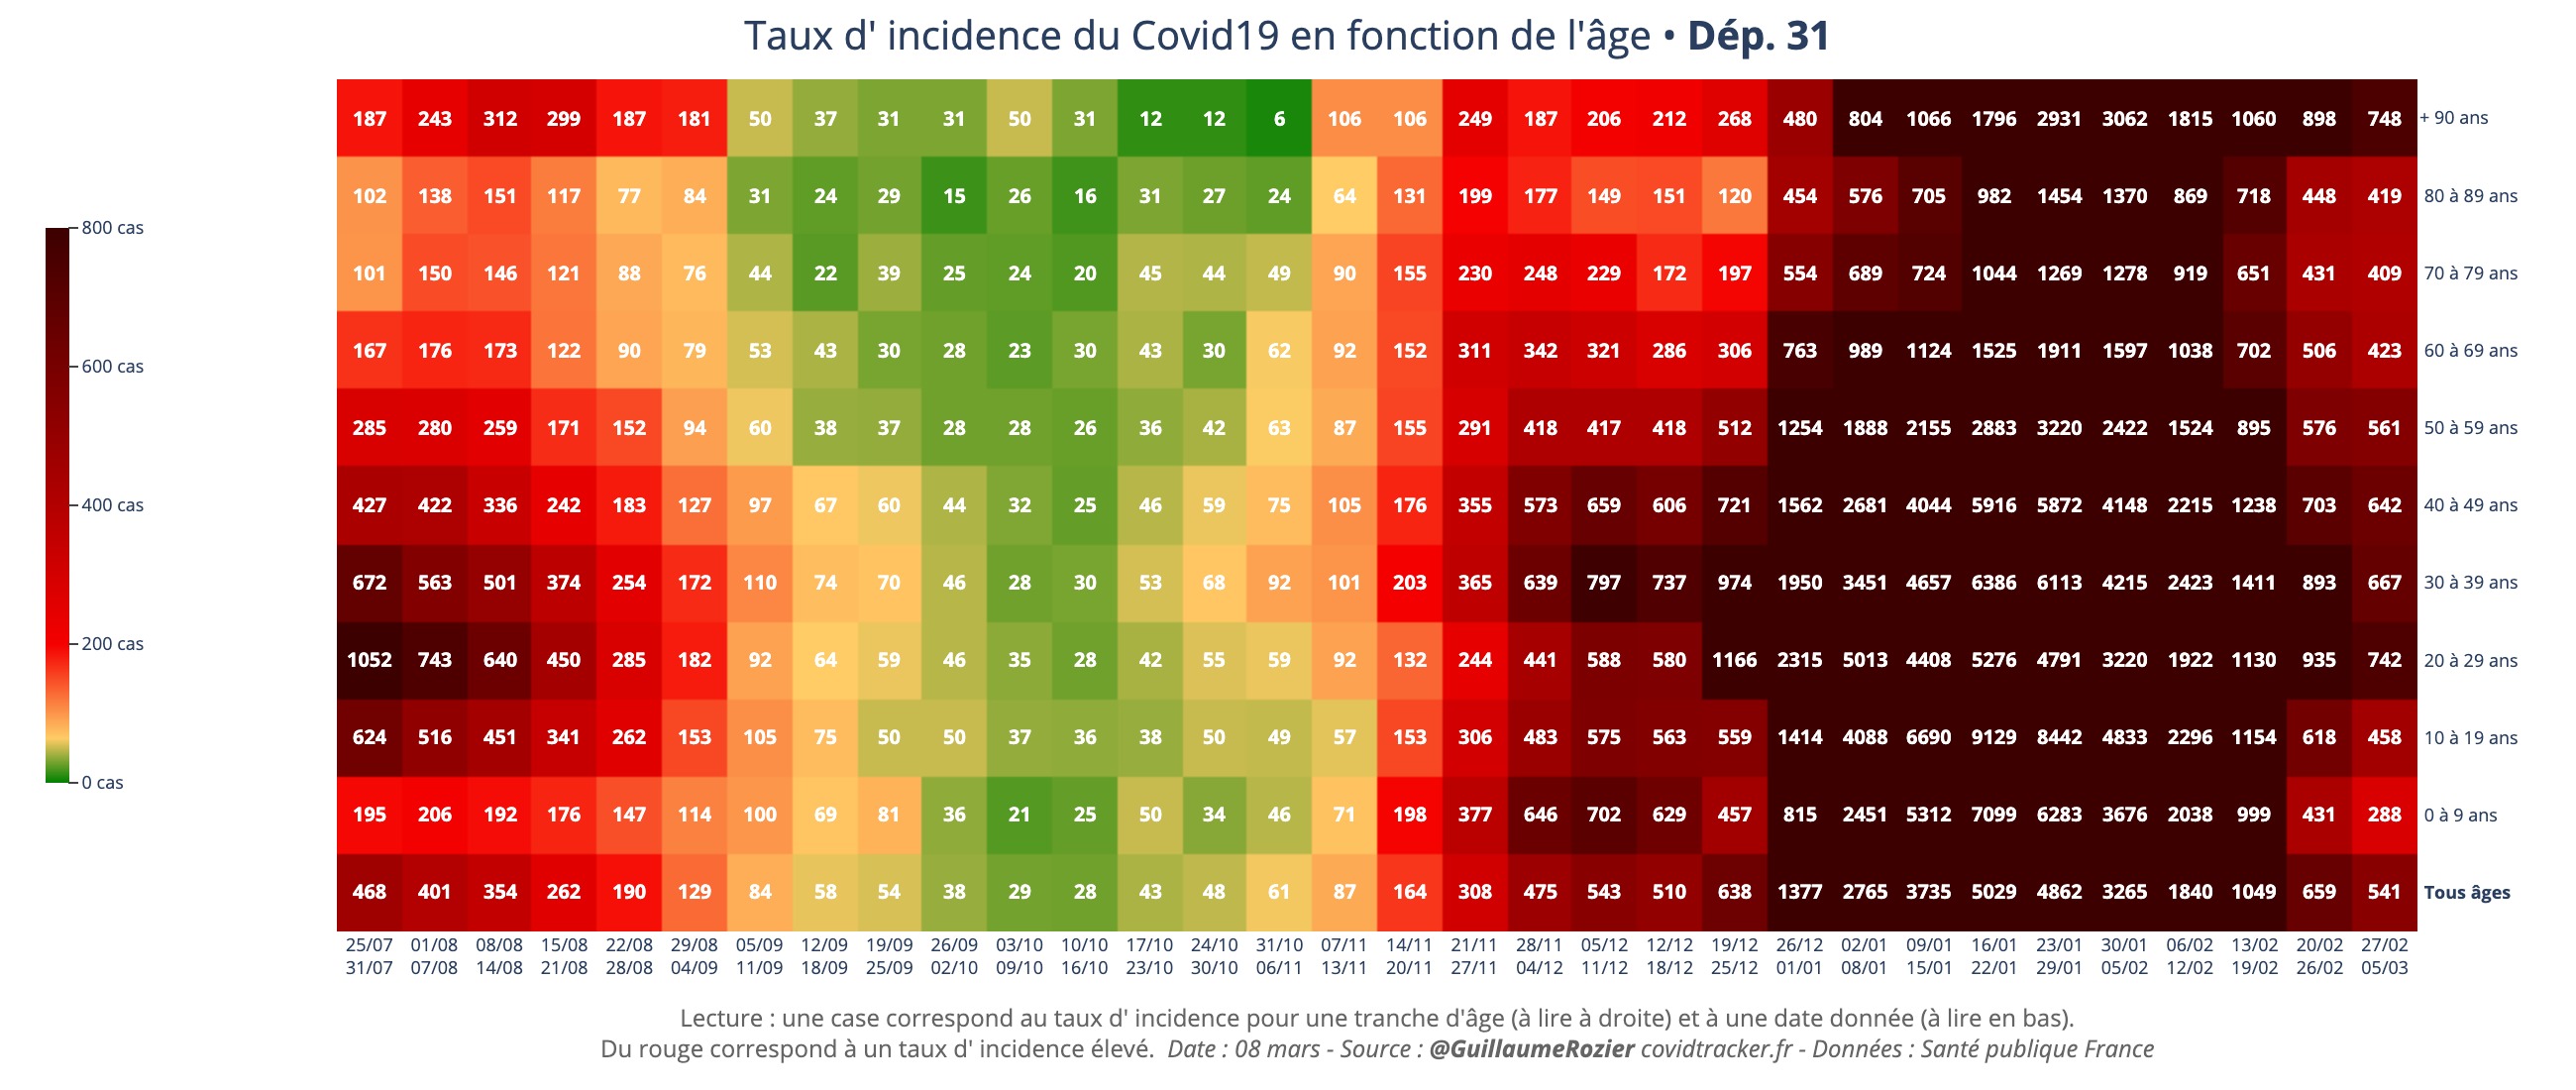 Taux d' incidence du Covid19 en fonction de l'âge • Dép. 31
187 243 312 299 187 181 50 37 31 31 50 31 12 12 6 106 106 249 187 206 212 268 480 804 1066 1796 2931 3062 1815 1060 898 748 + 90 ans
102 138 151 117 77 84 31 24 29 15 26 16 31 27 24 64 131 199 177 149 151 120 454 576 705 982 1454 1370 869 718 448 419 80 à 89 ans
800 cas
101 150 146 121 88 76 44 22 39 25 24 20 45 44 49 90 155 230 248 229 172 197 554 689 724 1044 1269 1278 919 651 431 409 70 à 79 ans
167 176 173 122 90 79 53 43 30 28 23 30 43 30 62 92 152 311 342 321 286 306 763 989 1124 1525 1911 1597 1038 702 506 423 60 à 69 ans
600 cas
285 280 259 171 152 94 60 38 37 28 28 26 36 42 63 87 155 291 418 417 418 512 1254 1888 2155 2883 3220 2422 1524 895 576 561 50 à 59 ans
400 cas
427 422 336 242 183 127 97 67 60 44 32 25 46 59 75 105 176 355 573 659 606 721 1562 2681 4044 5916 5872 4148 2215 1238 703 642 40 à 49 ans
672 563 501 374 254 172 110 74 70 46 28 30 53 68 92 101 203 365 639 797 737 974 1950 3451 4657 6386 6113 4215 2423 1411 893 667 30 à 39 ans
200 cas
1052 743 640 450 285 182 92 64 59 46 35 28 42 55 59 92 132 244 441 588 580 1166 2315 5013 4408 5276 4791 3220 1922 1130 935 742 20 à 29 ans
624 516 451 341 262 153 105 75 50 50 37 36 38 50 49 57 153 306 483 575 563 559 1414 4088 6690 9129 8442 4833 2296 1154 618 458 10 à 19 ans
0 cas
195 206 192 176 147 114 100 69 81 36 21 25 50 34 46 71 198 377 646 702 629 457 815 2451 5312 7099 6283 3676 2038 999 431 288 0 à 9 ans
468 401 354 262 190 129 84 58 54 38 29 28 43 48 61 87 164 308 475 543 510 638 1377 2765 3735 5029 4862 3265 1840 1049 659 541 Tous âges
25/07 01/08 08/08 15/08 22/08 29/08 05/09 12/09 19/09 26/09 03/10 10/10 17/10 24/10 31/10 07/11 14/11 21/11 28/11 05/12 12/12 19/12 26/12 02/01 09/01 16/01 23/01 30/01 06/02 13/02 20/02 27/02
31/07 07/08 14/08 21/08 28/08 04/09 11/09 18/09 25/09 02/10 09/10 16/10 23/10 30/10 06/11 13/11 20/11 27/11 04/12 11/12 18/12 25/12 01/01 08/01 15/01 22/01 29/01 05/02 12/02 19/02 26/02 05/03
Lecture : une case correspond au taux d' incidence pour une tranche d'âge (à lire à droite) et à une date donnée (à lire en bas).
Du rouge correspond à un taux d' incidence élevé. Date : 08 mars - Source : @GuillaumeRozier covidtracker.fr - Données : Santé publique France